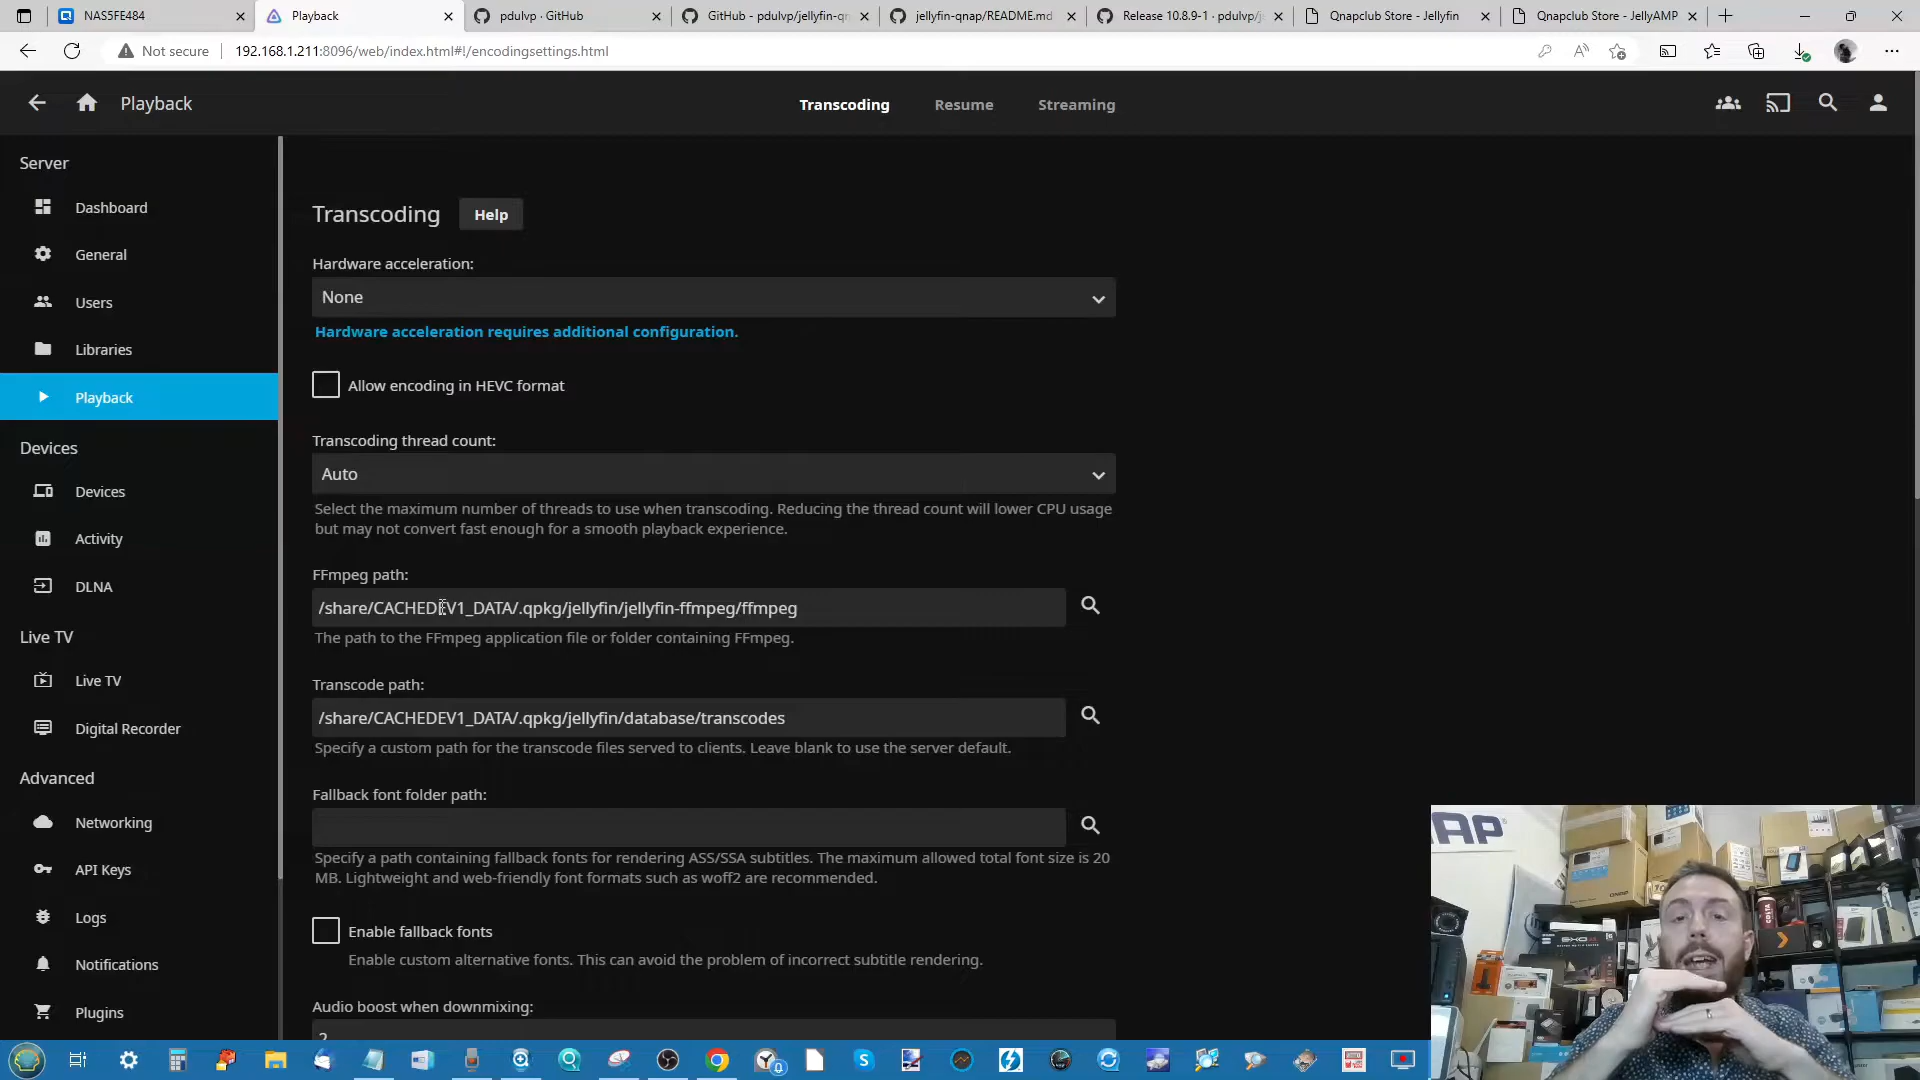 NAS5FE484
Playback
pdulvp · GitHub
GitHub - pdulvp/jellyfin-qn
jellyfin-qnap/README.md
Release 10.8.9-1 · pdulvp/j
Qnapclub Store - Jellyfin
Qnapclub Store - JellyAMP
Not secure
192.168.1.211:8096/web/index.html#!/encodingsettings.html
Playback
Transcoding
Resume
Streaming
Server
Dashboard
General
Users
Libraries
Playback
Devices
Devices
Activity
DLNA
Live TV
Live TV
Digital Recorder
Advanced
Networking
API Keys
Logs
Notifications
Plugins
Transcoding
Help
Hardware acceleration:
None
Hardware acceleration requires additional configuration.
Allow encoding in HEVC format
Transcoding thread count:
Auto
Select the maximum number of threads to use when transcoding. Reducing the thread count will lower CPU usage
but may not convert fast enough for a smooth playback experience.
FFmpeg path:
/share/CACHEDEV1_DATA/.qpkg/jellyfin/jellyfin-ffmpeg/ffmpeg
The path to the FFmpeg application file or folder containing FFmpeg.
Transcode path:
/share/CACHEDEV1_DATA/.qpkg/jellyfin/database/transcodes
Specify a custom path for the transcode files served to clients. Leave blank to use the server default.
Fallback font folder path:
Specify a path containing fallback fonts for rendering ASS/SSA subtitles. The maximum allowed total font size is 20
MB. Lightweight and web-friendly font formats such as woff2 are recommended.
Enable fallback fonts
Enable custom alternative fonts. This can avoid the problem of incorrect subtitle rendering.
Audio boost when downmixing:
2